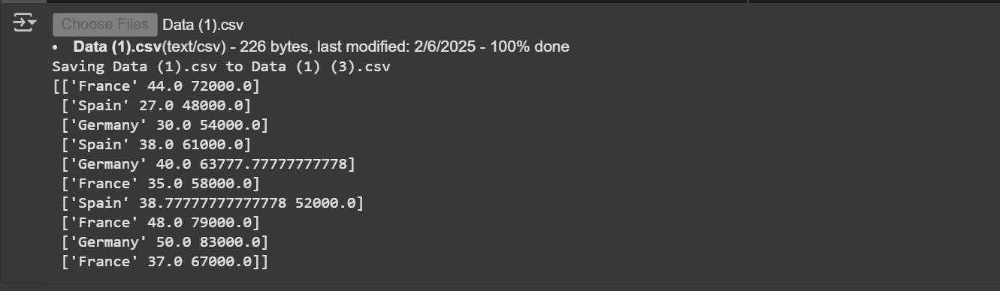 Choose Files Data (1).csv
• Data (1).csv(text/csv) - 226 bytes, last modified: 2/6/2025 - 100% done
Saving Data (1).csv to Data (1) (3).csv
[['France' 44.0 72000.0]
 ['Spain' 27.0 48000.0]
 ['Germany' 30.0 54000.0]
 ['Spain' 38.0 61000.0]
 ['Germany' 40.0 63777.77777777778]
 ['France' 35.0 58000.0]
 ['Spain' 38.77777777777778 52000.0]
 ['France' 48.0 79000.0]
 ['Germany' 50.0 83000.0]
 ['France' 37.0 67000.0]]